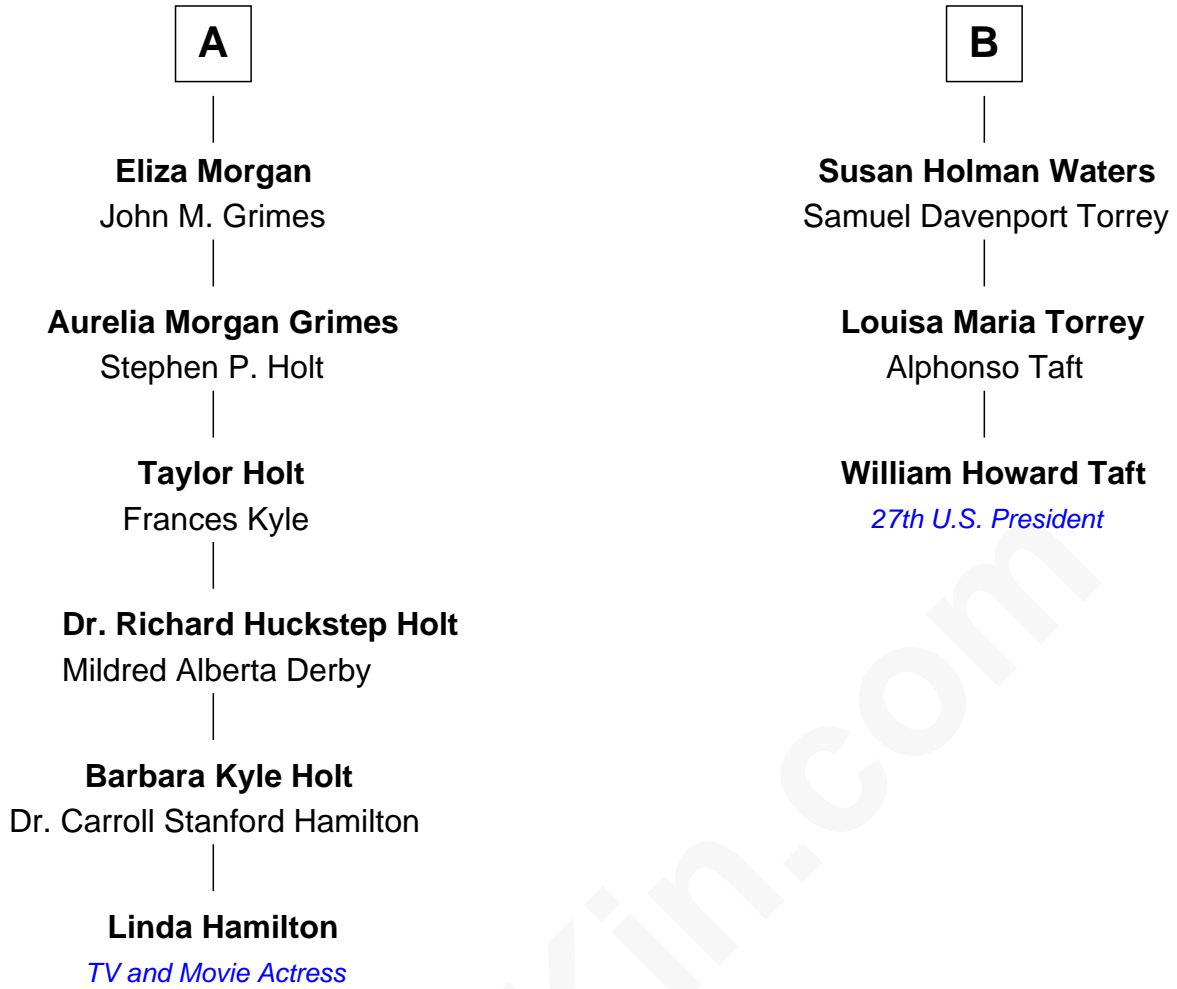 A
Eliza Morgan
John M. Grimes
Aurelia Morgan Grimes
Stephen P. Holt
Taylor Holt
Frances Kyle
Dr. Richard Huckstep Holt
Mildred Alberta Derby
Barbara Kyle Holt
Dr. Carroll Stanford Hamilton
Linda Hamilton
TV and Movie Actress
B
Susan Holman Waters
Samuel Davenport Torrey
Louisa Maria Torrey
Alphonso Taft
William Howard Taft
27th U.S. President
Kin.com